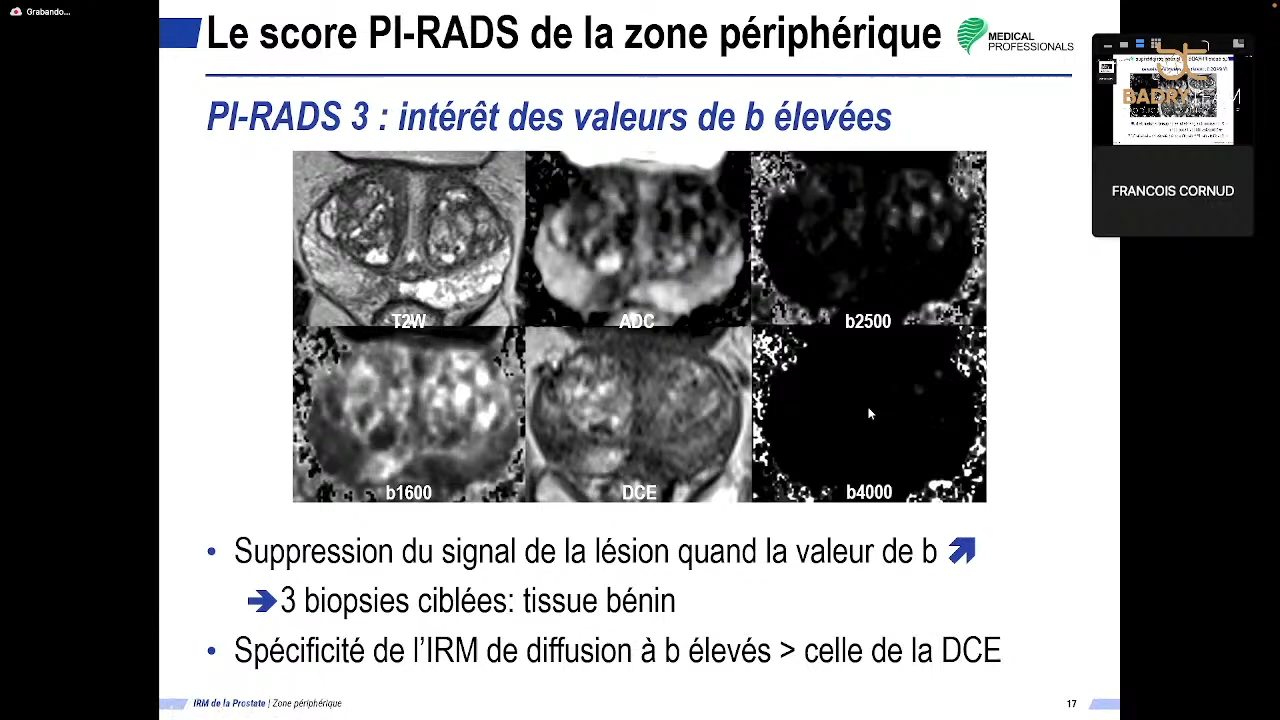 Grabando...
Le score PI-RADS de la zone périphérique
MEDICAL
PROFESSIONALS
PI-RADS 3 : intérêt des valeurs de b élevées
FRANCOIS CORNUD
T2W
ADC
b2500
b1600
DCE
b4000
• Suppression du signal de la lésion quand la valeur de b
3 biopsies ciblées: tissue bénin
• Spécificité de l'IRM de diffusion à b élevés > celle de la DCE
IRM de la Prostate | Zone périphérique
17